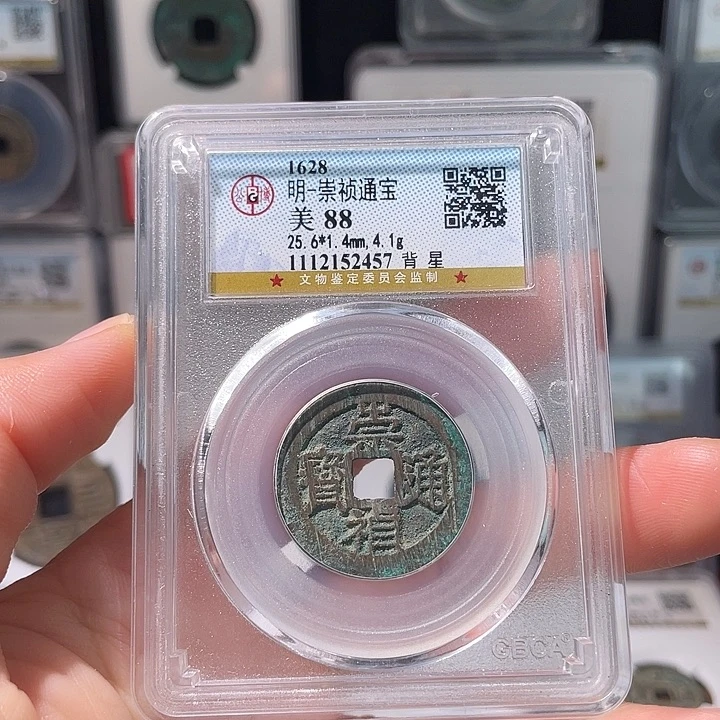 1628
明-崇祯通宝
美 88
25.6*1.4mm,4.1g
1112152457 背 星
★ 文物鉴定委员会监制 ★
崇
寶 通
禎
GBCA®